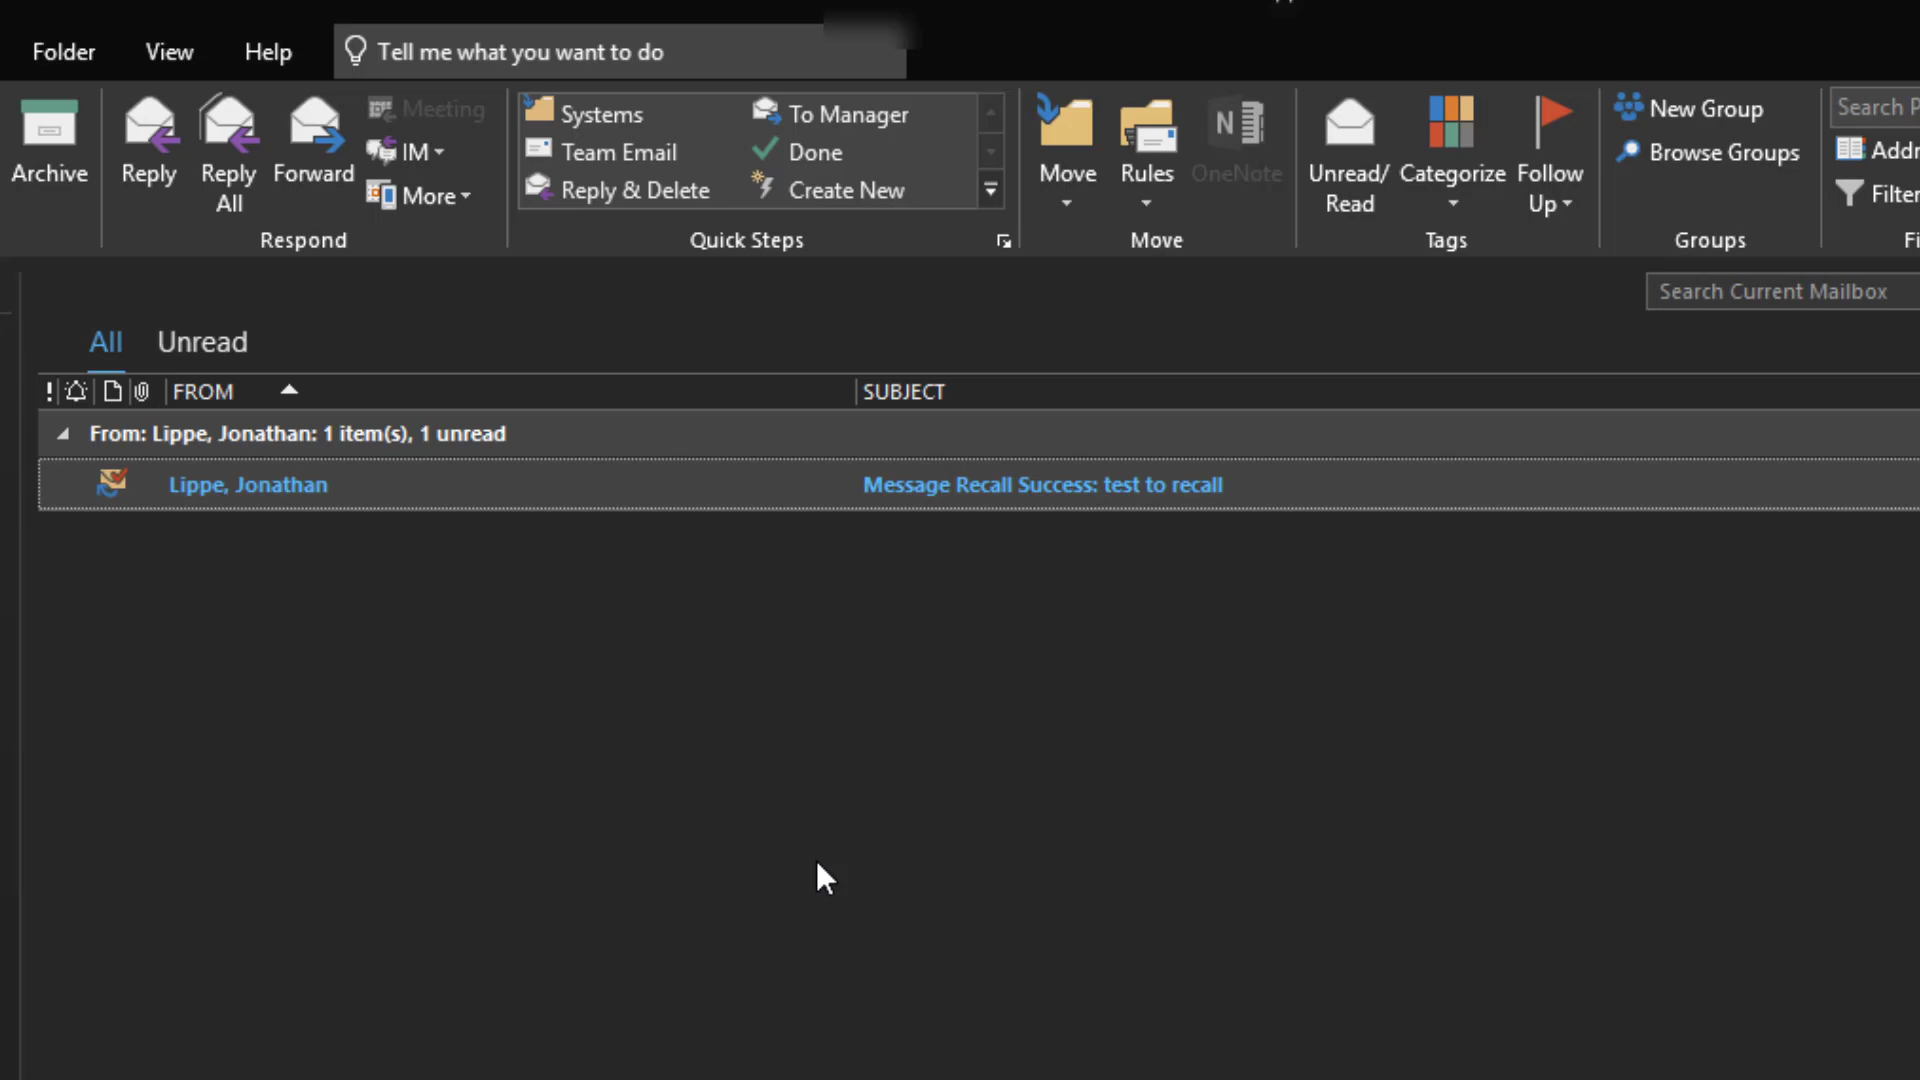 Folder View Help Tell me what you want to do
Archive
Reply
Reply All
Forward
Meeting
IM
More
Respond
Systems
Team Email
Reply & Delete
To Manager
Done
Create New
Quick Steps
Move
Rules
N
OneNote
Move
Unread/
Read
Categorize
Follow
Up
Tags
New Group
Browse Groups
Groups
Search P
Addr
Filter
Fi
Search Current Mailbox
All Unread
! FROM SUBJECT
From: Lippe, Jonathan: 1 item(s), 1 unread
Lippe, Jonathan Message Recall Success: test to recall